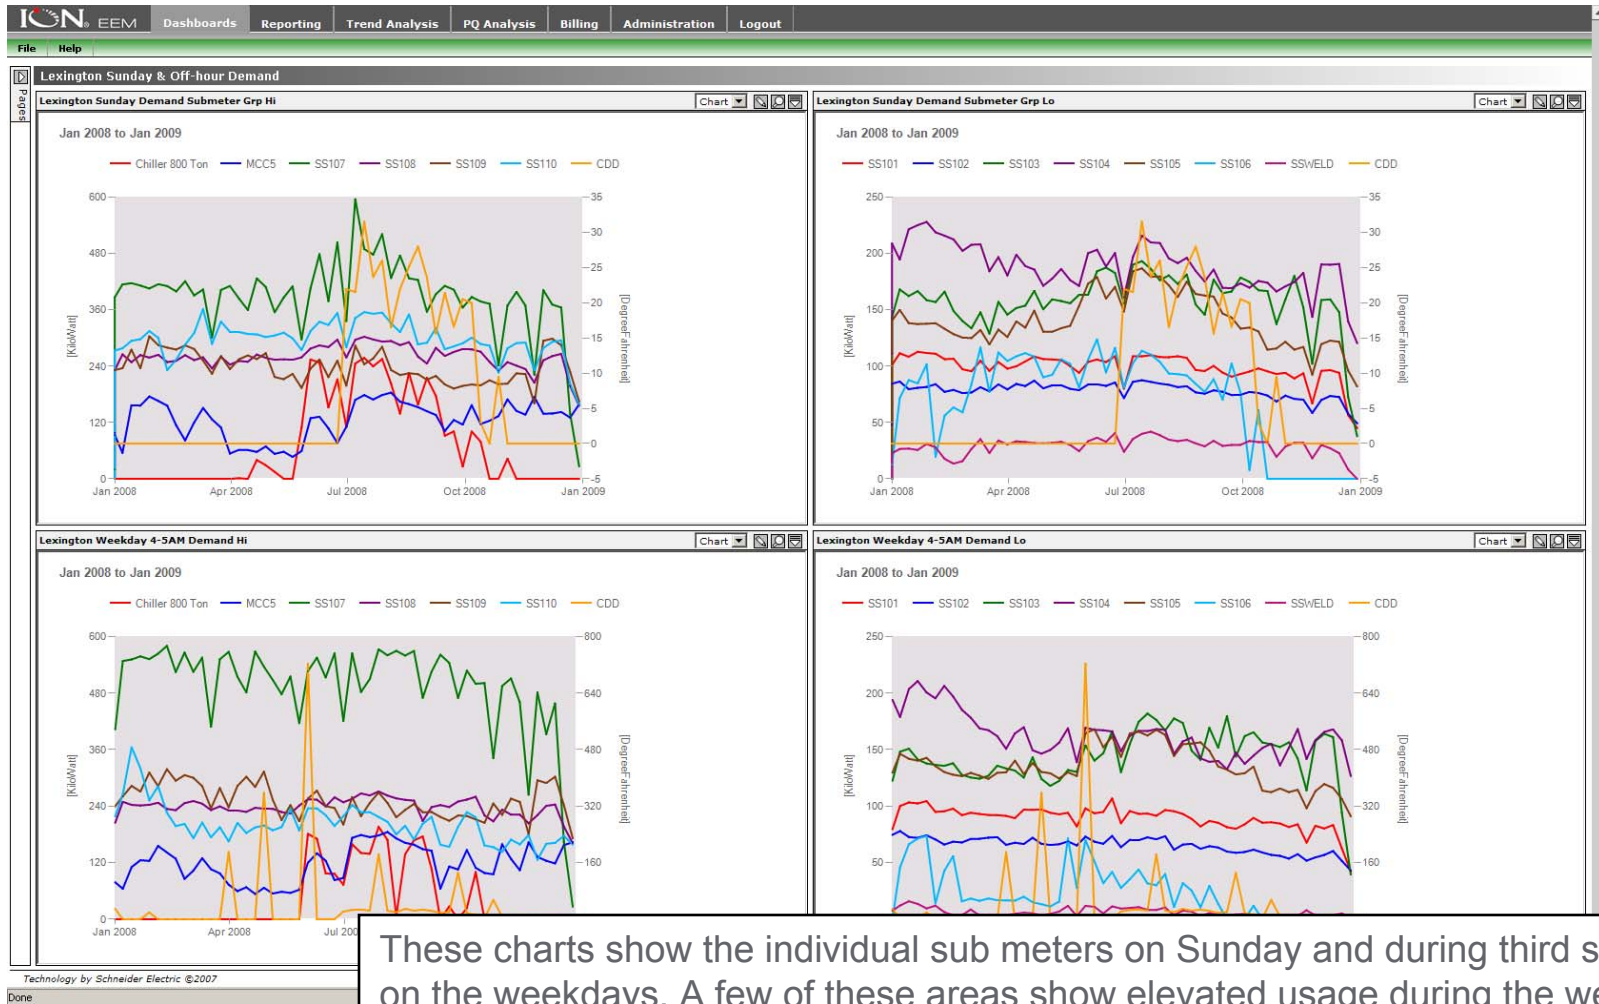 ION EEM Dashboards Reporting Trend Analysis PQ Analysis Billing Administration Logout
File Help
Pages
Lexington Sunday & Off-hour Demand
Lexington Sunday Demand Submeter Grp Hi Chart
Jan 2008 to Jan 2009
Chiller 800 Ton MCC5 SS107 SS108 SS109 SS110 CDD
600
480
360
240
120
0
[KiloWatt]
35
30
25
20
15
10
5
0
-5
[DegreeFahrenheit]
Jan 2008 Apr 2008 Jul 2008 Oct 2008 Jan 2009
Lexington Sunday Demand Submeter Grp Lo Chart
Jan 2008 to Jan 2009
SS101 SS102 SS103 SS104 SS105 SS106 SSWELD CDD
250
200
150
100
50
0
[KiloWatt]
35
30
25
20
15
10
5
0
-5
[DegreeFahrenheit]
Jan 2008 Apr 2008 Jul 2008 Oct 2008 Jan 2009
Lexington Weekday 4-5AM Demand Hi Chart
Jan 2008 to Jan 2009
Chiller 800 Ton MCC5 SS107 SS108 SS109 SS110 CDD
600
480
360
240
120
0
[KiloWatt]
800
640
480
320
160
[DegreeFahrenheit]
Jan 2008 Apr 2008 Jul 200
Lexington Weekday 4-5AM Demand Lo Chart
Jan 2008 to Jan 2009
SS101 SS102 SS103 SS104 SS105 SS106 SSWELD CDD
250
200
150
100
50
[KiloWatt]
800
640
480
320
160
[DegreeFahrenheit]
These charts show the individual sub meters on Sunday and during third s
on the weekdays. A few of these areas show elevated usage during the we
Technology by Schneider Electric ©2007
Done